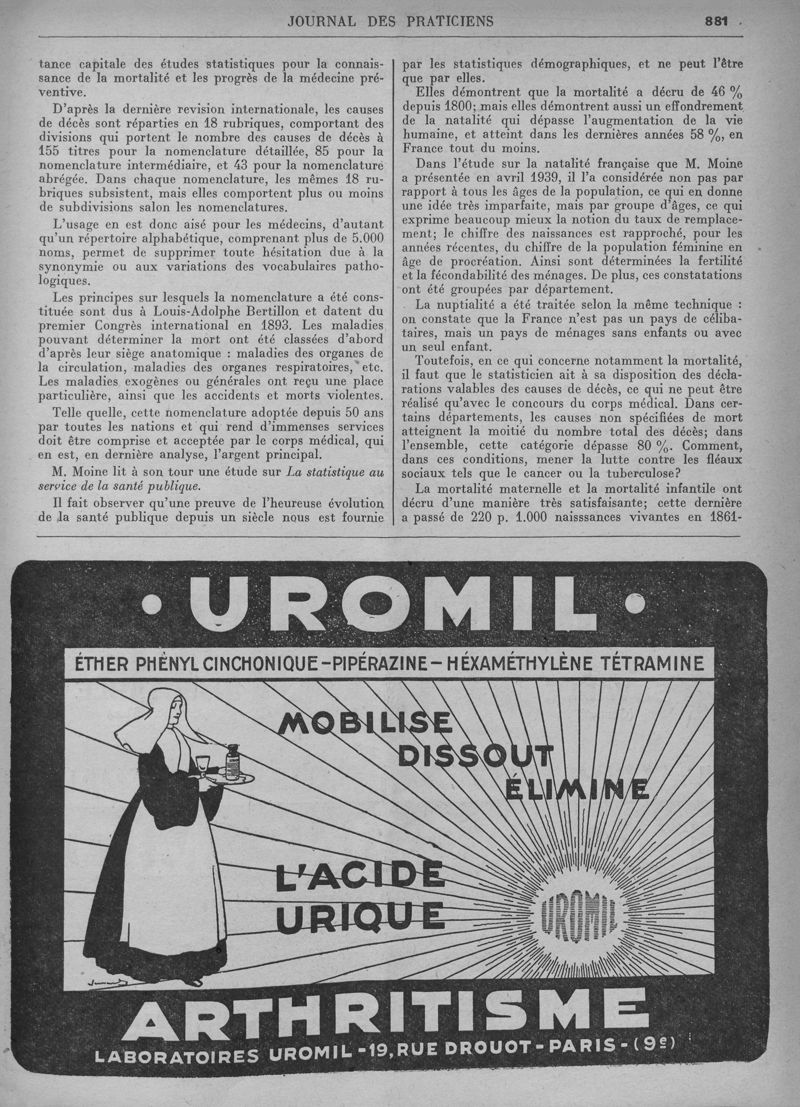 JOURNAL DES PRATICIENS
881
tance capitale des études statistiques pour la connais-
sance de la mortalité et les progrès de la médecine pré-
ventive.
D'après la dernière revision internationale, les causes
de décès sont réparties en 18 rubriques, comportant des
divisions qui portent le nombre des causes de décès à
155 titres pour la nomenclature détaillée, 85 pour la
nomenclature intermédiaire, et 43 pour la nomenclature
abrégée. Dans chaque nomenclature, les mêmes 18 ru-
briques subsistent, mais elles comportent plus ou moins
de subdivisions salon les nomenclatures.
L'usage en est donc aisé pour les médecins, d'autant
qu'un répertoire alphabétique, comprenant plus de 5.000
noms, permet de supprimer toute hésitation due à la
synonymie ou aux variations des vocabulaires patho-
logiques.
Les principes sur lesquels la nomenclature a été cons-
tituée sont dus à Louis-Adolphe Bertillon et datent du
premier Congrès international en 1893. Les maladies
pouvant déterminer la mort ont été classées d'abord
d'après leur siège anatomique : maladies des organes de
la circulation, maladies des organes respiratoires, etc.
Les maladies exogènes ou générales ont reçu une place
particulière, ainsi que les accidents et morts violentes.
Telle quelle, cette nomenclature adoptée depuis 50 ans
par toutes les nations et qui rend d'immenses services
doit être comprise et acceptée par le corps médical, qui
en est, en dernière analyse, l'argent principal.
M. Moine lit à son tour une étude sur La statistique au
service de la santé publique.
Il fait observer qu'une preuve de l'heureuse évolution
de la santé publique depuis un siècle nous est fournie
par les statistiques démographiques, et ne peut l'être
que par elles.
Elles démontrent que la mortalité a décru de 46 %
depuis 1800; mais elles démontrent aussi un effondrement
de la natalité qui dépasse l'augmentation de la vie
humaine, et atteint dans les dernières années 58 %, en
France tout du moins.
Dans l'étude sur la natalité française que M. Moine
a présentée en avril 1939, il l'a considérée non pas par
rapport à tous les âges de la population, ce qui en donne
une idée très imparfaite, mais par groupe d'âges, ce qui
exprime beaucoup mieux la notion du taux de remplace-
ment; le chiffre des naissances est rapproché, pour les
années récentes, du chiffre de la population féminine en
âge de procréation. Ainsi sont déterminées la fertilité
et la fécondabilité des ménages. De plus, ces constatations
ont été groupées par département.
La nuptialité a été traitée selon la même technique :
on constate que la France n'est pas un pays de céliba-
taires, mais un pays de ménages sans enfants ou avec
un seul enfant.
Toutefois, en ce qui concerne notamment la mortalité,
il faut que le statisticien ait à sa disposition des décla-
rations valables des causes de décès, ce qui ne peut être
réalisé qu'avec le concours du corps médical. Dans cer-
tains départements, les causes non spécifiées de mort
atteignent la moitié du nombre total des décès; dans
l'ensemble, cette catégorie dépasse 80 %. Comment,
dans ces conditions, mener la lutte contre les fléaux
sociaux tels que le cancer ou la tuberculose?
La mortalité maternelle et la mortalité infantile ont
décru d'une manière très satisfaisante; cette dernière
a passé de 220 p. 1.000 naisssances vivantes en 1861-
• UROMIL •
ÉTHER PHÉNYL CINCHONIQUE - PIPÉRAZINE - HÉXAMÉTHYLÈNE TÉTRAMINE
MOBILISE
DISSOUT
ÉLIMINE
L'ACIDE
URIQUE
UROMIL
ARTHRITISME
LABORATOIRES UROMIL - 19, RUE DROUOT - PARIS - (9e)